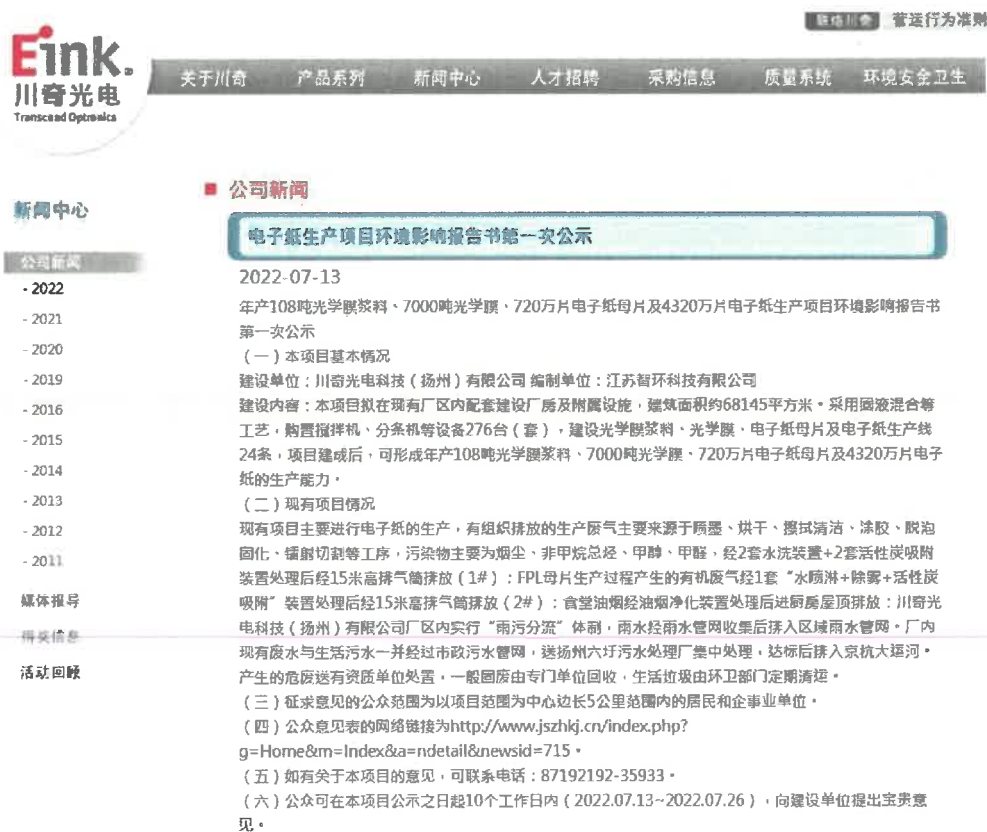 联络川奇 营运行为准则
Eink.
川奇光电
Transcend Optronics
关于川奇 产品系列 新闻中心 人才招聘 采购信息 质量系统 环境安全卫生
新闻中心
公司新闻
- 2022
- 2021
- 2020
- 2019
- 2016
- 2015
- 2014
- 2013
- 2012
- 2011
媒体报导
得奖信息
活动回顾
公司新闻
电子纸生产项目环境影响报告书第一次公示
2022-07-13
年产108吨光学膜浆料、7000吨光学膜、720万片电子纸母片及4320万片电子纸生产项目环境影响报告书
第一次公示
（一）本项目基本情况
建设单位：川奇光电科技（扬州）有限公司 编制单位：江苏智环科技有限公司
建设内容：本项目拟在现有厂区内配套建设厂房及附属设施，建筑面积约68145平方米。采用固液混合等
工艺，购置搅拌机、分条机等设备276台（套），建设光学膜浆料、光学膜、电子纸母片及电子纸生产线
24条，项目建成后，可形成年产108吨光学膜浆料、7000吨光学膜、720万片电子纸母片及4320万片电子
纸的生产能力。
（二）现有项目情况
现有项目主要进行电子纸的生产，有组织排放的生产废气主要来源于喷墨、烘干、擦拭清洁、涂胶、脱泡
固化、镭射切割等工序，污染物主要为烟尘、非甲烷总烃、甲醇、甲醛，经2套水洗装置+2套活性炭吸附
装置处理后经15米高排气筒排放（1#）；FPL母片生产过程产生的有机废气经1套“水喷淋+除雾+活性炭
吸附”装置处理后经15米高排气筒排放（2#）；食堂油烟经油烟净化装置处理后进厨房屋顶排放；川奇光
电科技（扬州）有限公司厂区内实行“雨污分流”体制，雨水经雨水管网收集后排入区域雨水管网。厂内
现有废水与生活污水一并经过市政污水管网，送扬州六圩污水处理厂集中处理，达标后排入京杭大运河。
产生的危废送有资质单位处置，一般固废由专门单位回收，生活垃圾由环卫部门定期清运。
（三）征求意见的公众范围为以项目范围为中心边长5公里范围内的居民和企事业单位。
（四）公众意见表的网络链接为http://www.jszhkj.cn/index.php?
g=Home&m=Index&a=ndetail&newsid=715。
（五）如有关于本项目的意见，可联系电话：87192192-35933。
（六）公众可在本项目公示之日起10个工作日内（2022.07.13~2022.07.26），向建设单位提出宝贵意
见。